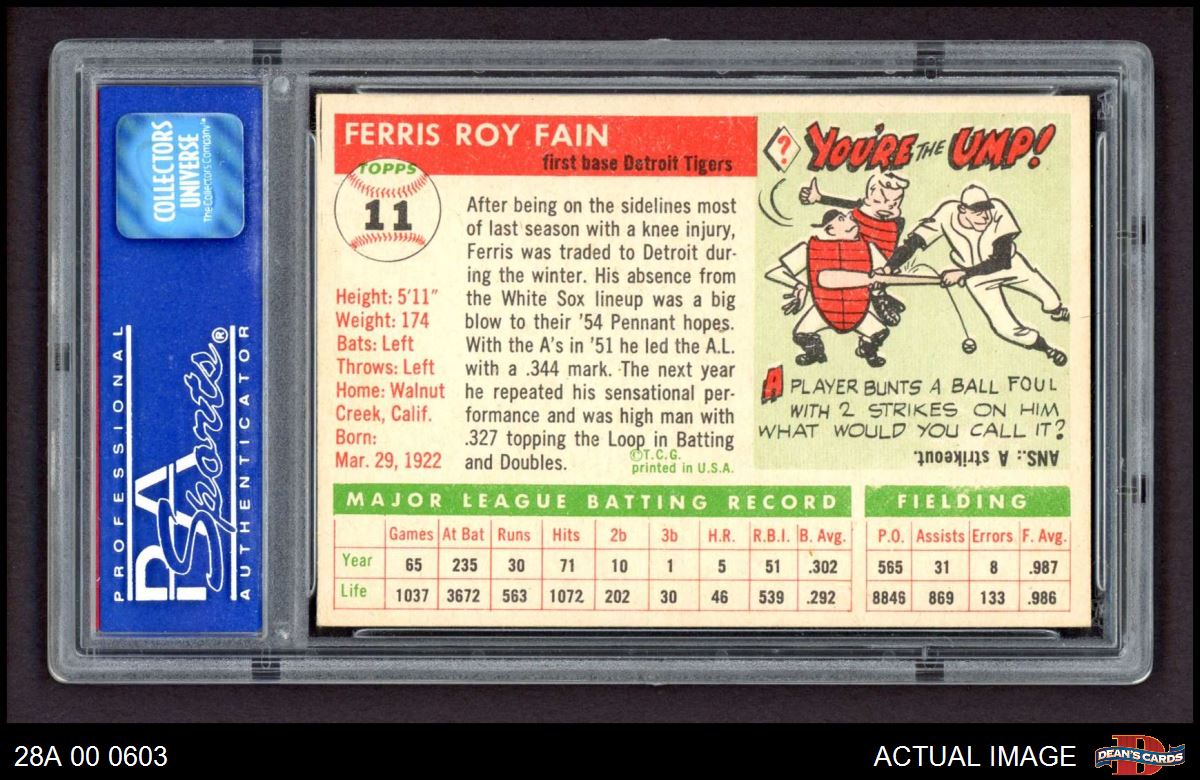 COLLECTORS
UNIVERSE
The Collectors Company™
PROFESSIONAL
PSA
Sports®
AUTHENTICATOR
FERRIS ROY FAIN
first base Detroit Tigers
TOPPS
11
Height: 5'11"
Weight: 174
Bats: Left
Throws: Left
Home: Walnut
Creek, Calif.
Born:
Mar. 29, 1922
After being on the sidelines most
of last season with a knee injury,
Ferris was traded to Detroit dur-
ing the winter. His absence from
the White Sox lineup was a big
blow to their '54 Pennant hopes.
With the A's in '51 he led the A.L.
with a .344 mark. The next year
he repeated his sensational per-
formance and was high man with
.327 topping the Loop in Batting
and Doubles.
©T.C.G.
printed in U.S.A.
? YOU'RE THE UMP!
A PLAYER BUNTS A BALL FOUL
WITH 2 STRIKES ON HIM
WHAT WOULD YOU CALL IT?
ANS.: A strikeout.
MAJOR LEAGUE BATTING RECORD FIELDING
Games At Bat Runs Hits 2b 3b H.R. R.B.I. B. Avg. P.O. Assists Errors F. Avg.
Year 65 235 30 71 10 1 5 51 .302 565 31 8 .987
Life 1037 3672 563 1072 202 30 46 539 .292 8846 869 133 .986
28A 00 0603
ACTUAL IMAGE
DEAN'S CARDS